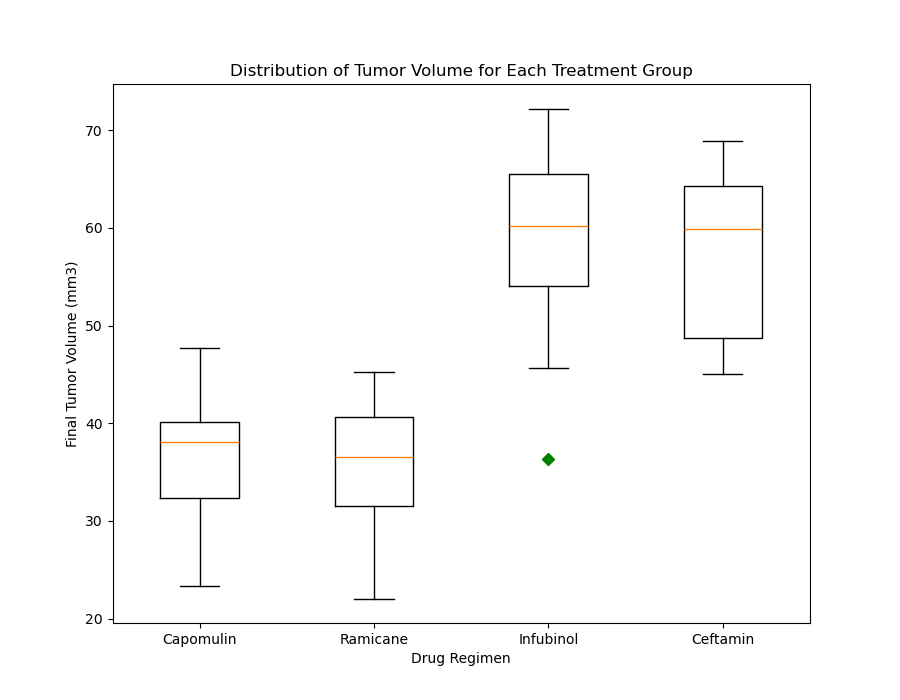 Distribution of Tumor Volume for Each Treatment Group
70
60
50
40
30
20
Final Tumor Volume (mm3)
Capomulin Ramicane Infubinol Ceftamin
Drug Regimen